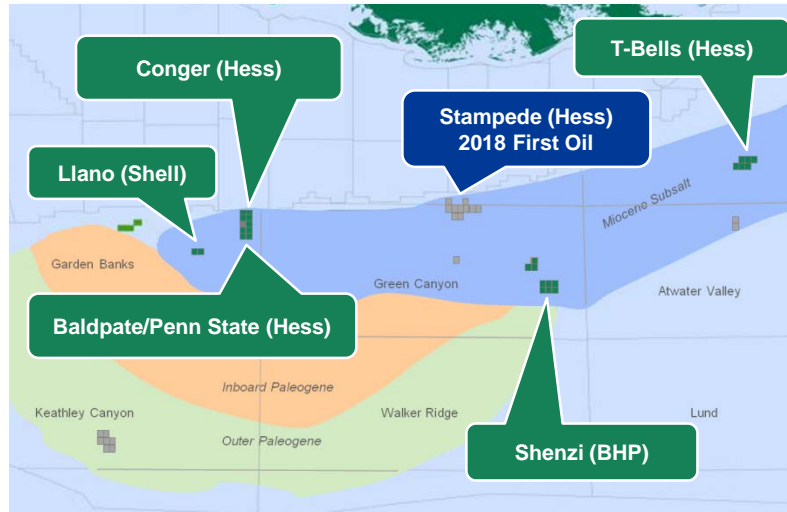 T-Bells (Hess)
Conger (Hess)
Stampede (Hess)
2018 First Oil
Llano (Shell)
Miocene Subsalt
Garden Banks
Green Canyon
Atwater Valley
Baldpate/Penn State (Hess)
Inboard Paleogene
Keathley Canyon
Walker Ridge
Lund
Outer Paleogene
Shenzi (BHP)